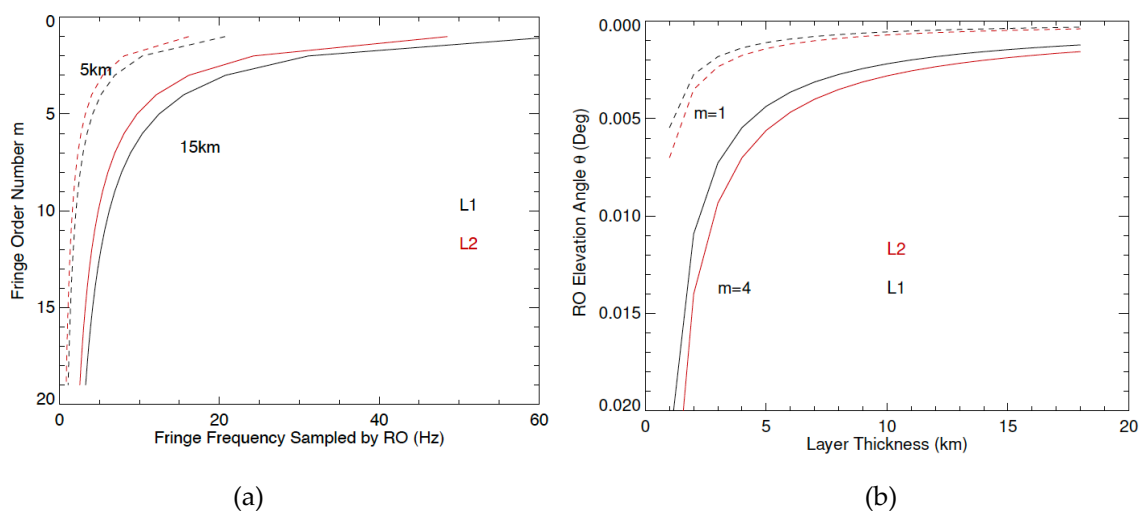 0
5
10
15
20
Fringe Order Number m
5km
15km
L1
L2
0
20
40
60
Fringe Frequency Sampled by RO (Hz)
(a)
0.000
0.005
0.010
0.015
0.020
RO Elevation Angle θ (Deg)
m=1
L2
m=4
L1
0
5
10
15
20
Layer Thickness (km)
(b)